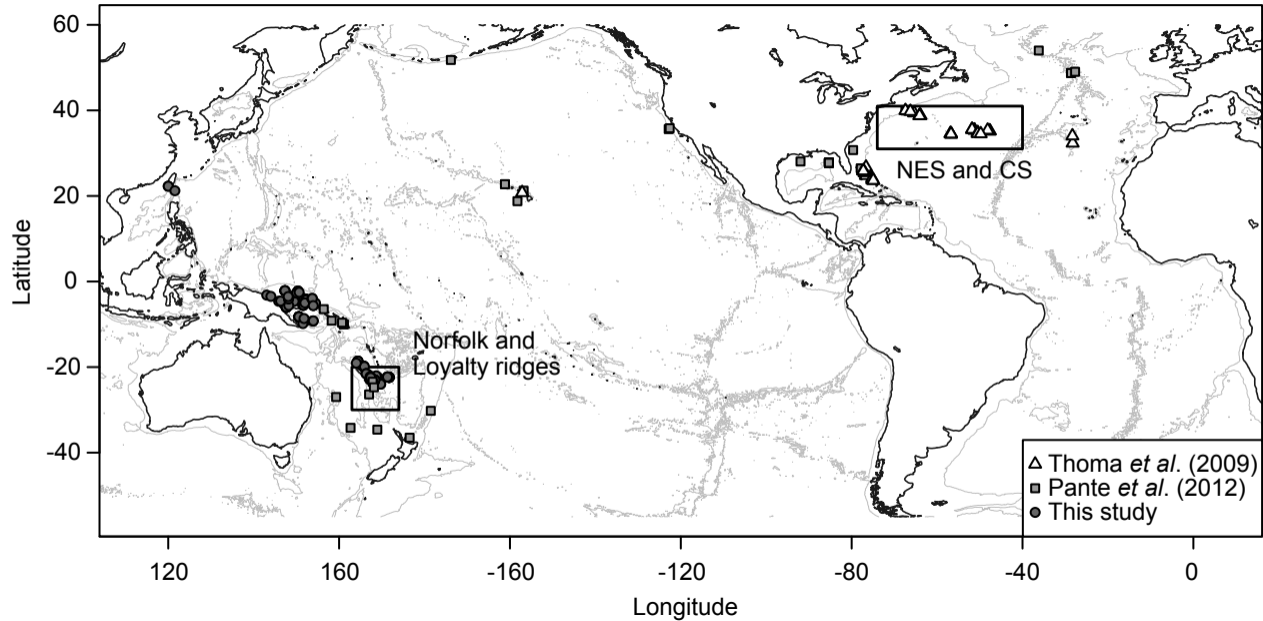 60
40
20
0
-20
-40
Latitude
NES and CS
Norfolk and
Loyalty ridges
Thoma et al. (2009)
Pante et al. (2012)
This study
120
160
-160
-120
-80
-40
0
Longitude